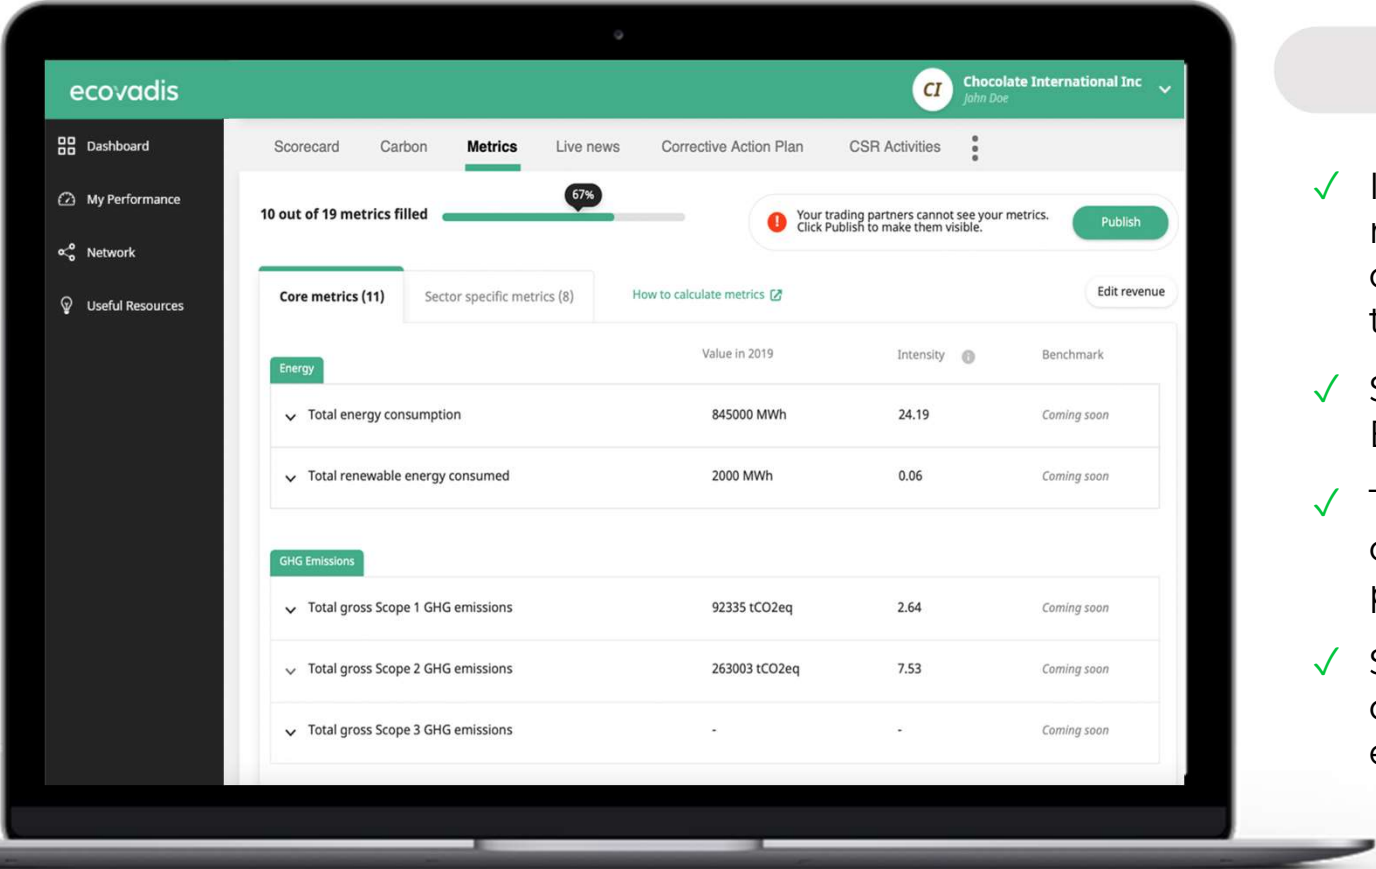 ecovadis
CI
Chocolate International Inc
John Doe
Dashboard
My Performance
Network
Useful Resources
Scorecard Carbon Metrics Live news Corrective Action Plan CSR Activities
10 out of 19 metrics filled
67%
! Your trading partners cannot see your metrics.
Click Publish to make them visible.
Publish
Core metrics (11) Sector specific metrics (8) How to calculate metrics Edit revenue
Value in 2019 Intensity i Benchmark
Energy
Total energy consumption 845000 MWh 24.19 Coming soon
Total renewable energy consumed 2000 MWh 0.06 Coming soon
GHG Emissions
Total gross Scope 1 GHG emissions 92335 tCO2eq 2.64 Coming soon
Total gross Scope 2 GHG emissions 263003 tCO2eq 7.53 Coming soon
Total gross Scope 3 GHG emissions - - Coming soon